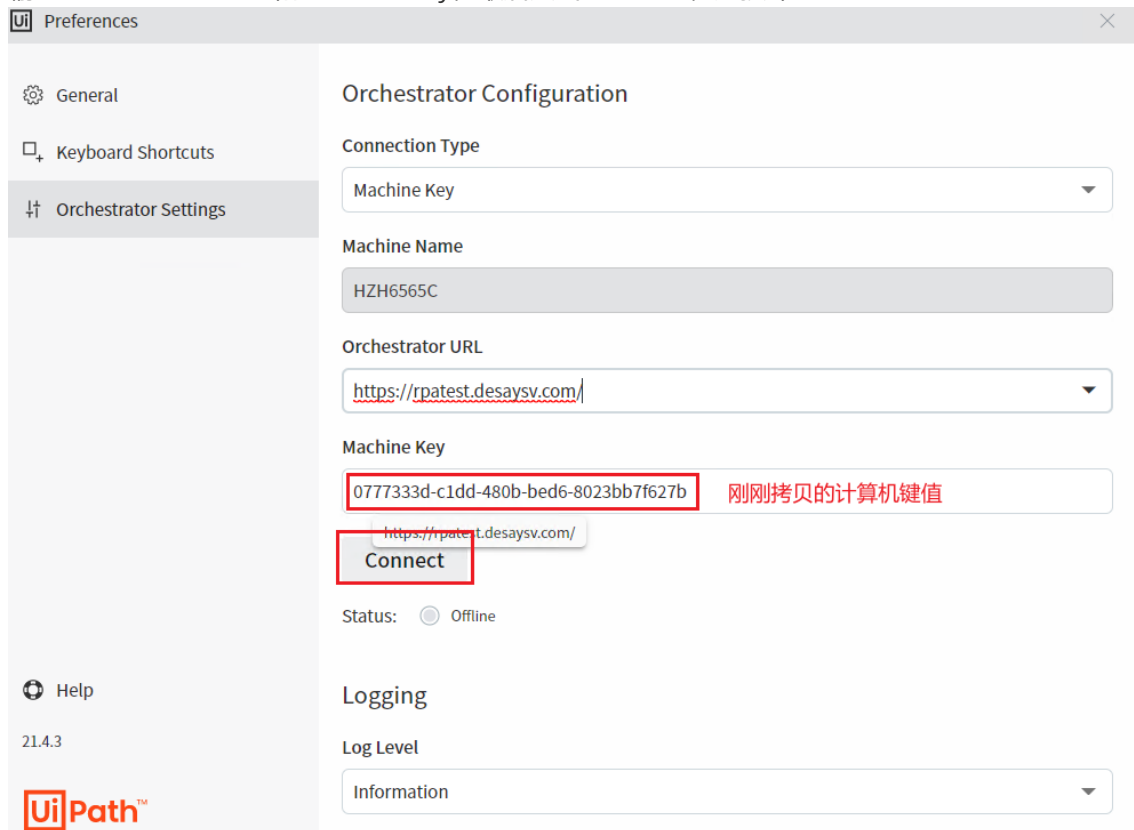 Ui Preferences
General
Keyboard Shortcuts
Orchestrator Settings
Orchestrator Configuration
Connection Type
Machine Key
Machine Name
HZH6565C
Orchestrator URL
https://rpatest.desaysv.com/
Machine Key
0777333d-c1dd-480b-bed6-8023bb7f627b 刚刚拷贝的计算机键值
https://rpatest.desaysv.com/
Connect
Status: Offline
Logging
Log Level
Information
Help
21.4.3
Ui Path™